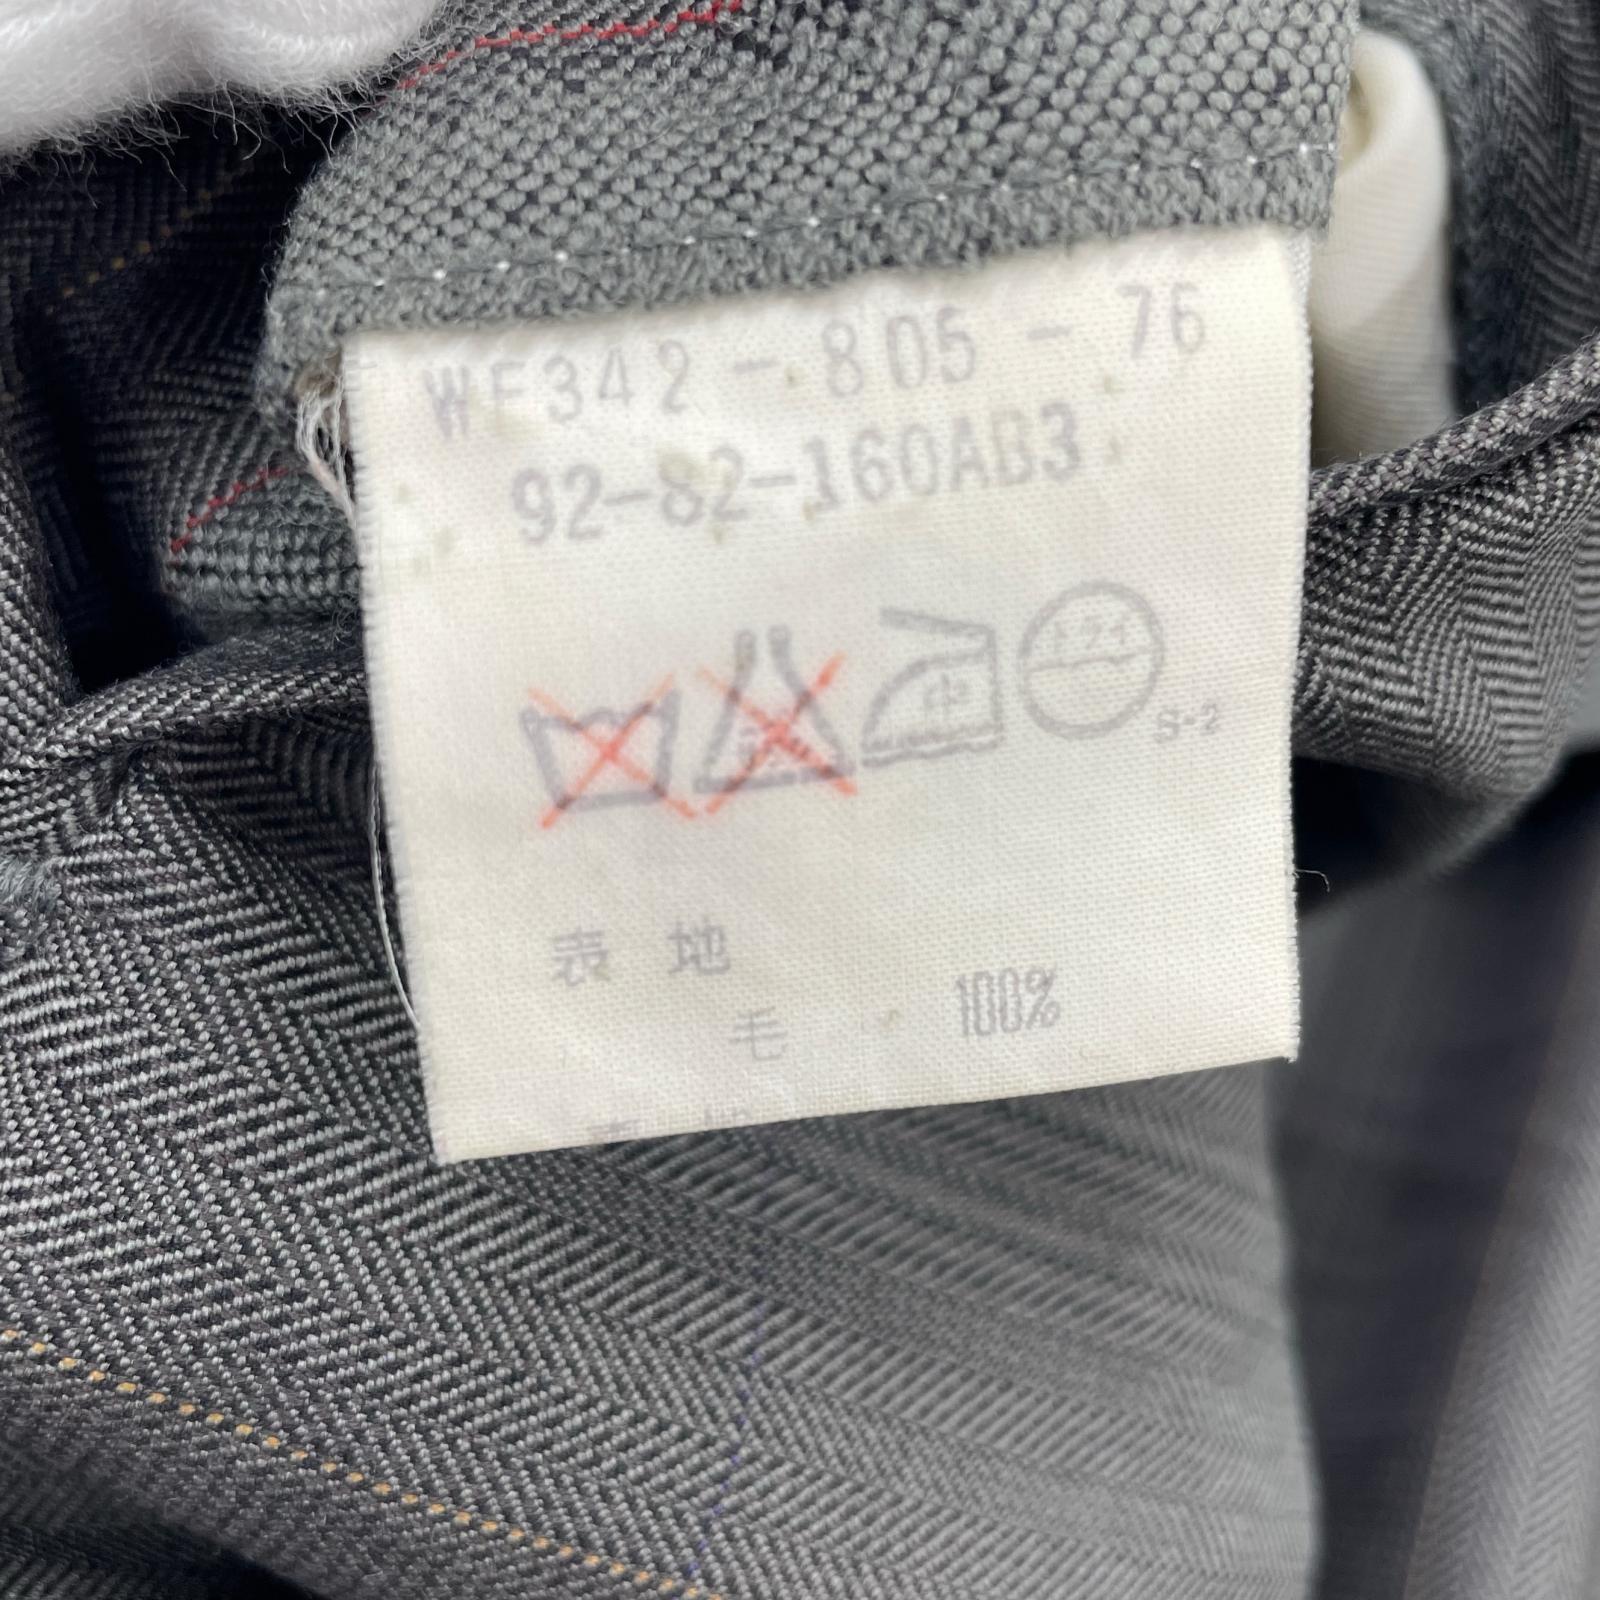 WF342-805-76
92-82-160AB3
中
ドライ
S-2
表 地
毛 100%